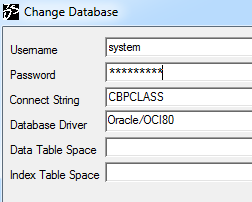 Change Database
Username system
Password *********
Connect String CBPCLASS
Database Driver Oracle/OCI80
Data Table Space
Index Table Space